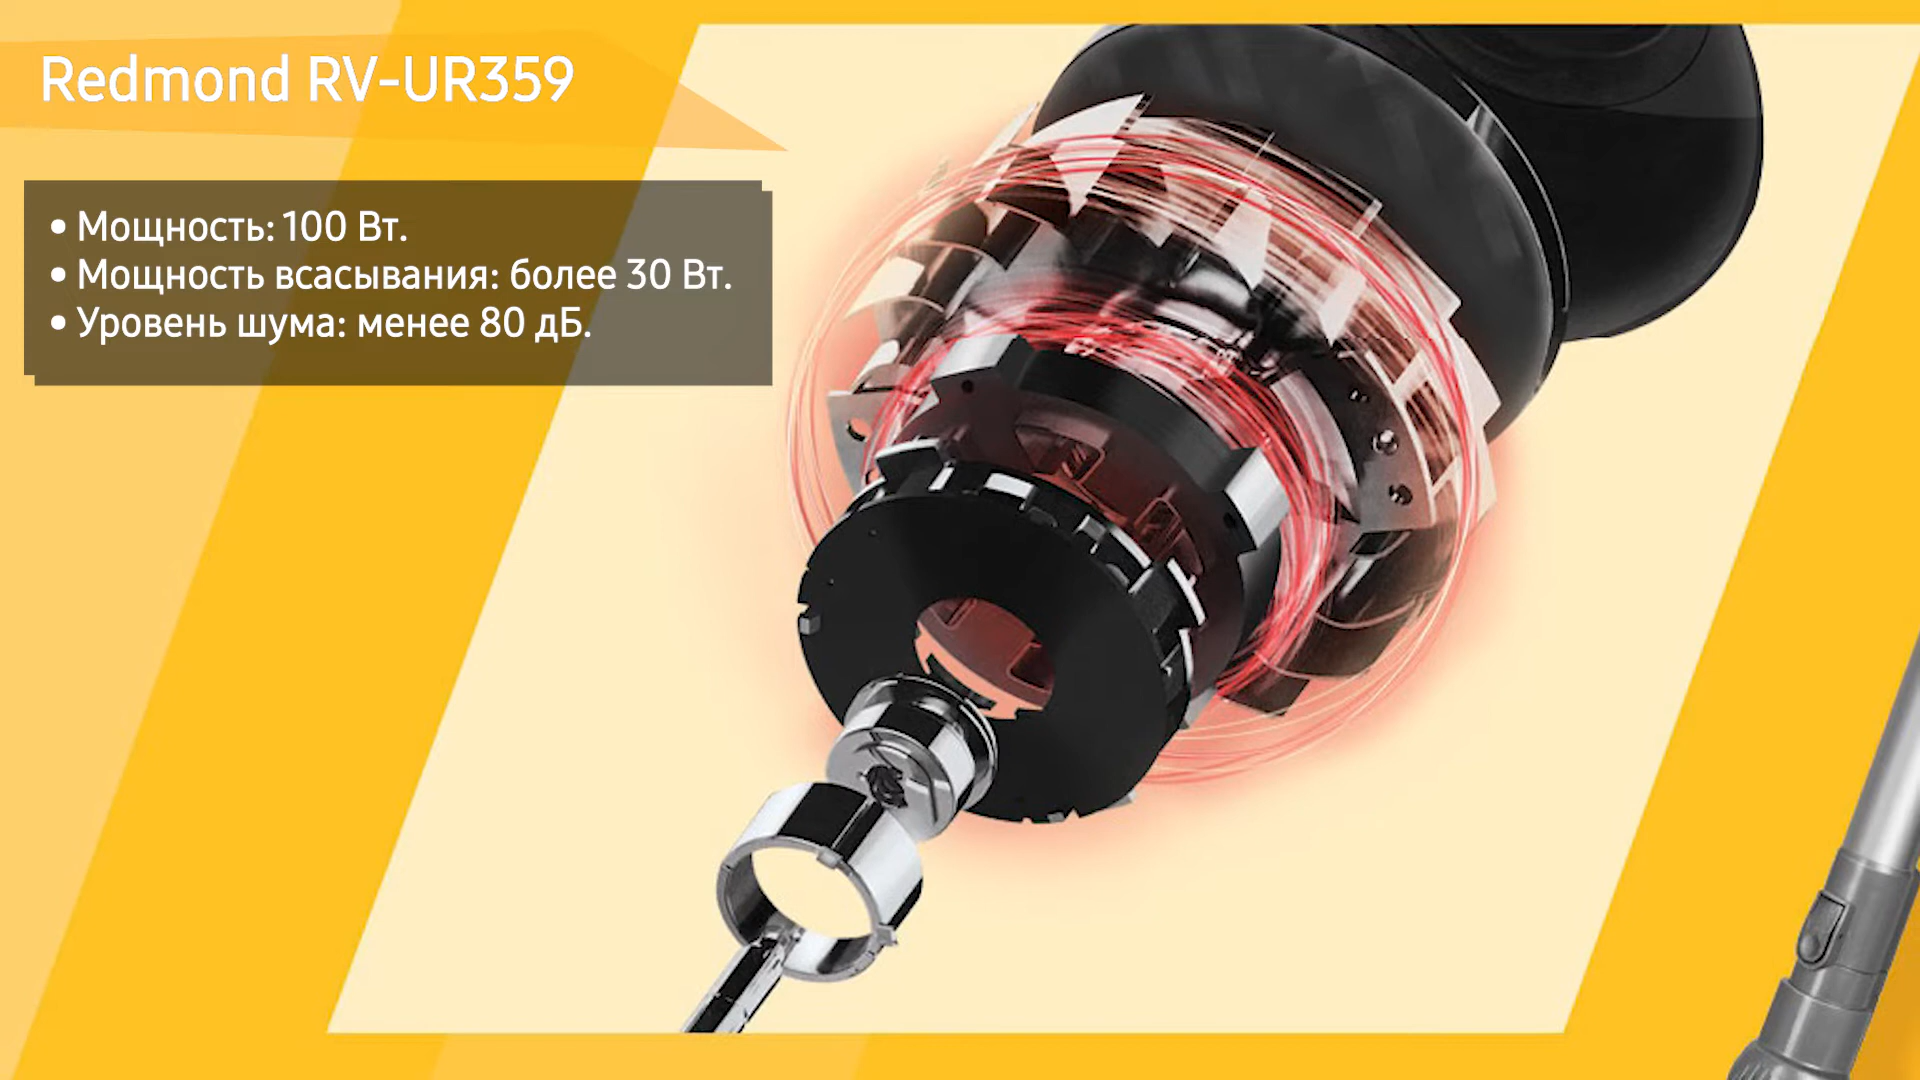 Redmond RV-UR359
• Мощность: 100 Вт.
• Мощность всасывания: более 30 Вт.
• Уровень шума: менее 80 дБ.